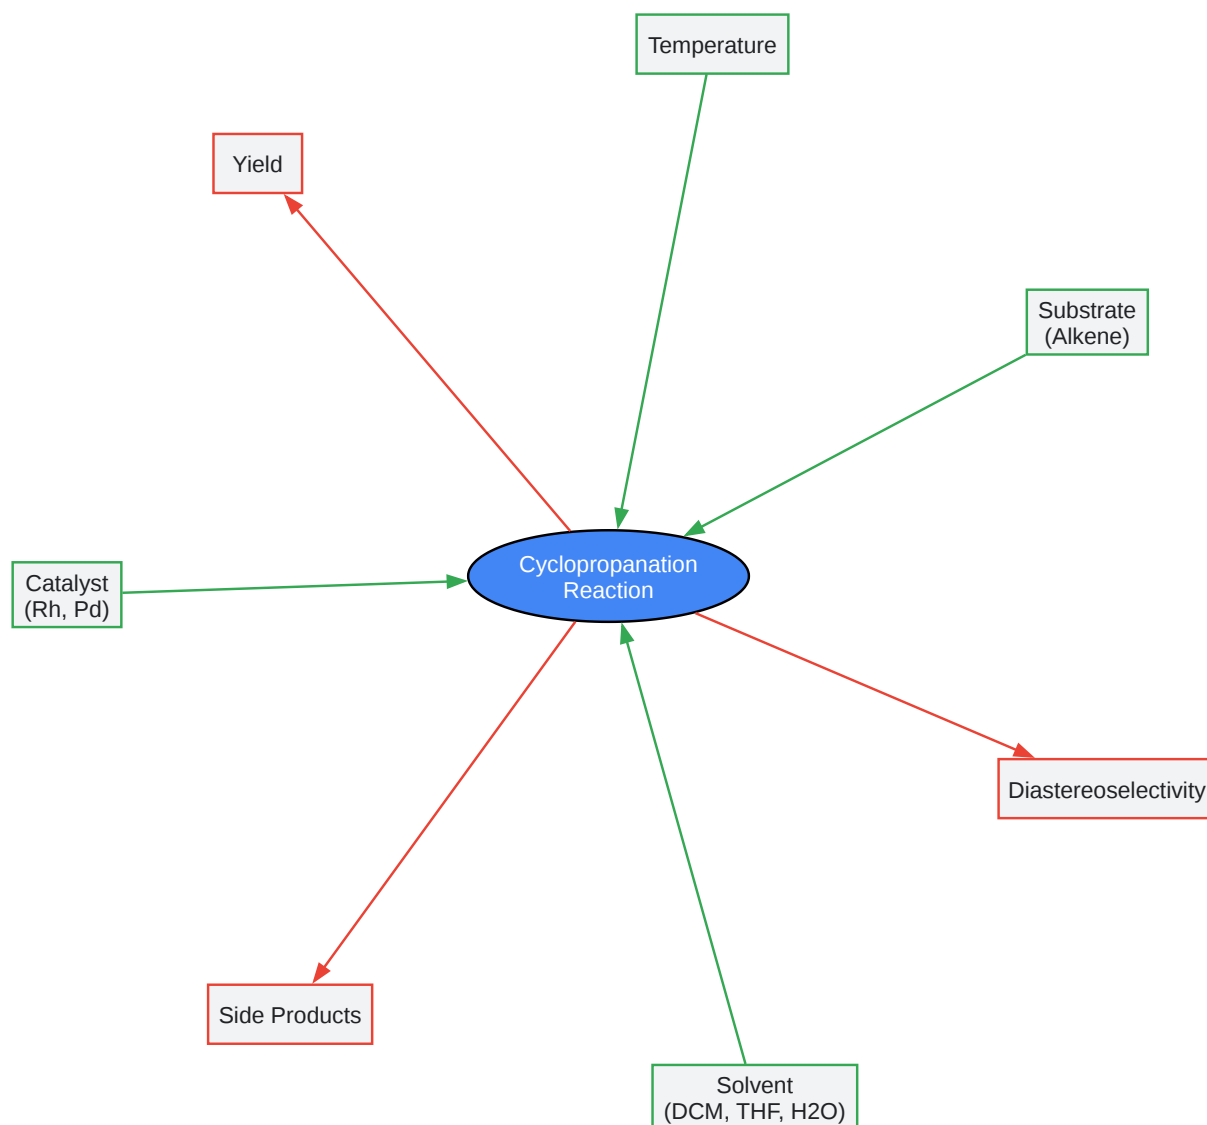 Temperature
Yield
Substrate
(Alkene)
Cyclopropanation
Reaction
Catalyst
(Rh, Pd)
Diastereoselectivity
Side Products
Solvent
(DCM, THF, H2O)